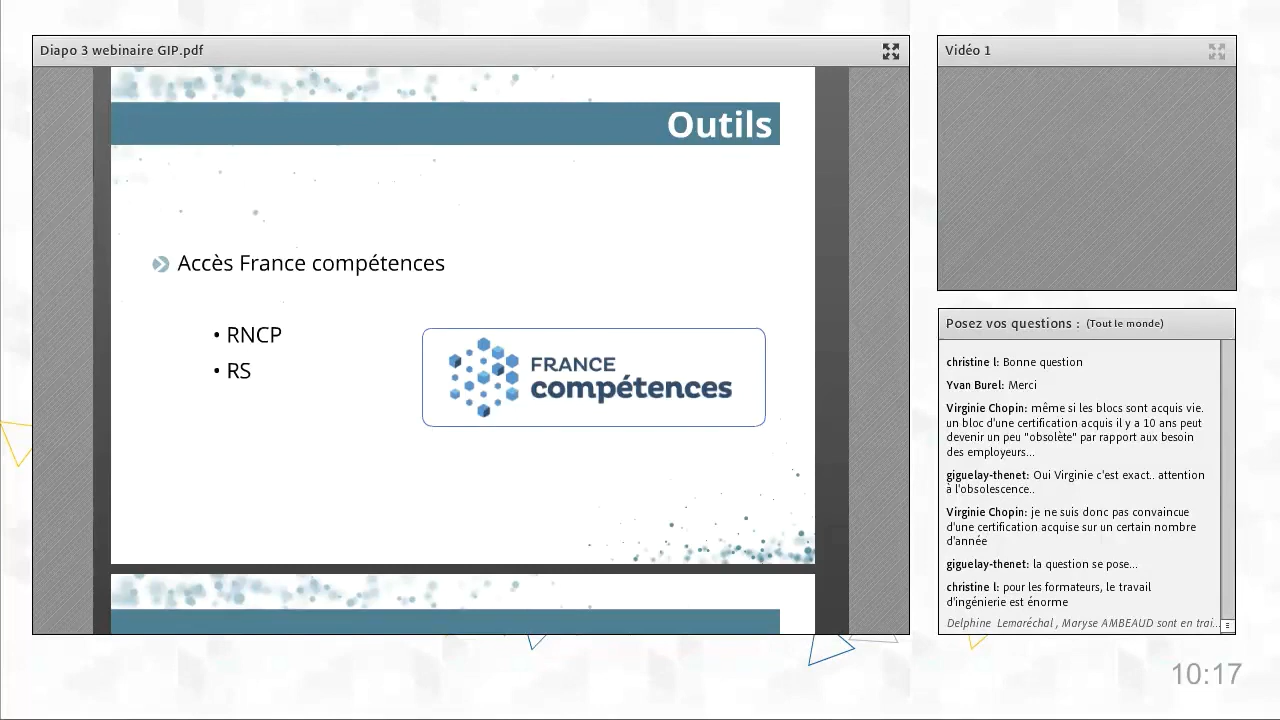 Diapo 3 webinaire GIP.pdf
Outils
Accès France compétences
• RNCP
• RS
FRANCE
compétences
Vidéo 1
Posez vos questions : (Tout le monde)
christine l: Bonne question
Yvan Burel: Merci
Virginie Chopin: même si les blocs sont acquis vie.
un bloc d'une certification acquis il y a 10 ans peut
devenir un peu "obsolète" par rapport aux besoin
des employeurs...
giguelay-thenet: Oui Virginie c'est exact.. attention
à l'obsolescence..
Virginie Chopin: je ne suis donc pas convaincue
d'une certification acquise sur un certain nombre
d'année
giguelay-thenet: la question se pose...
christine l: pour les formateurs, le travail
d'ingénierie est énorme
Delphine Lemaréchal , Maryse AMBEAUD sont en trai...
10:17